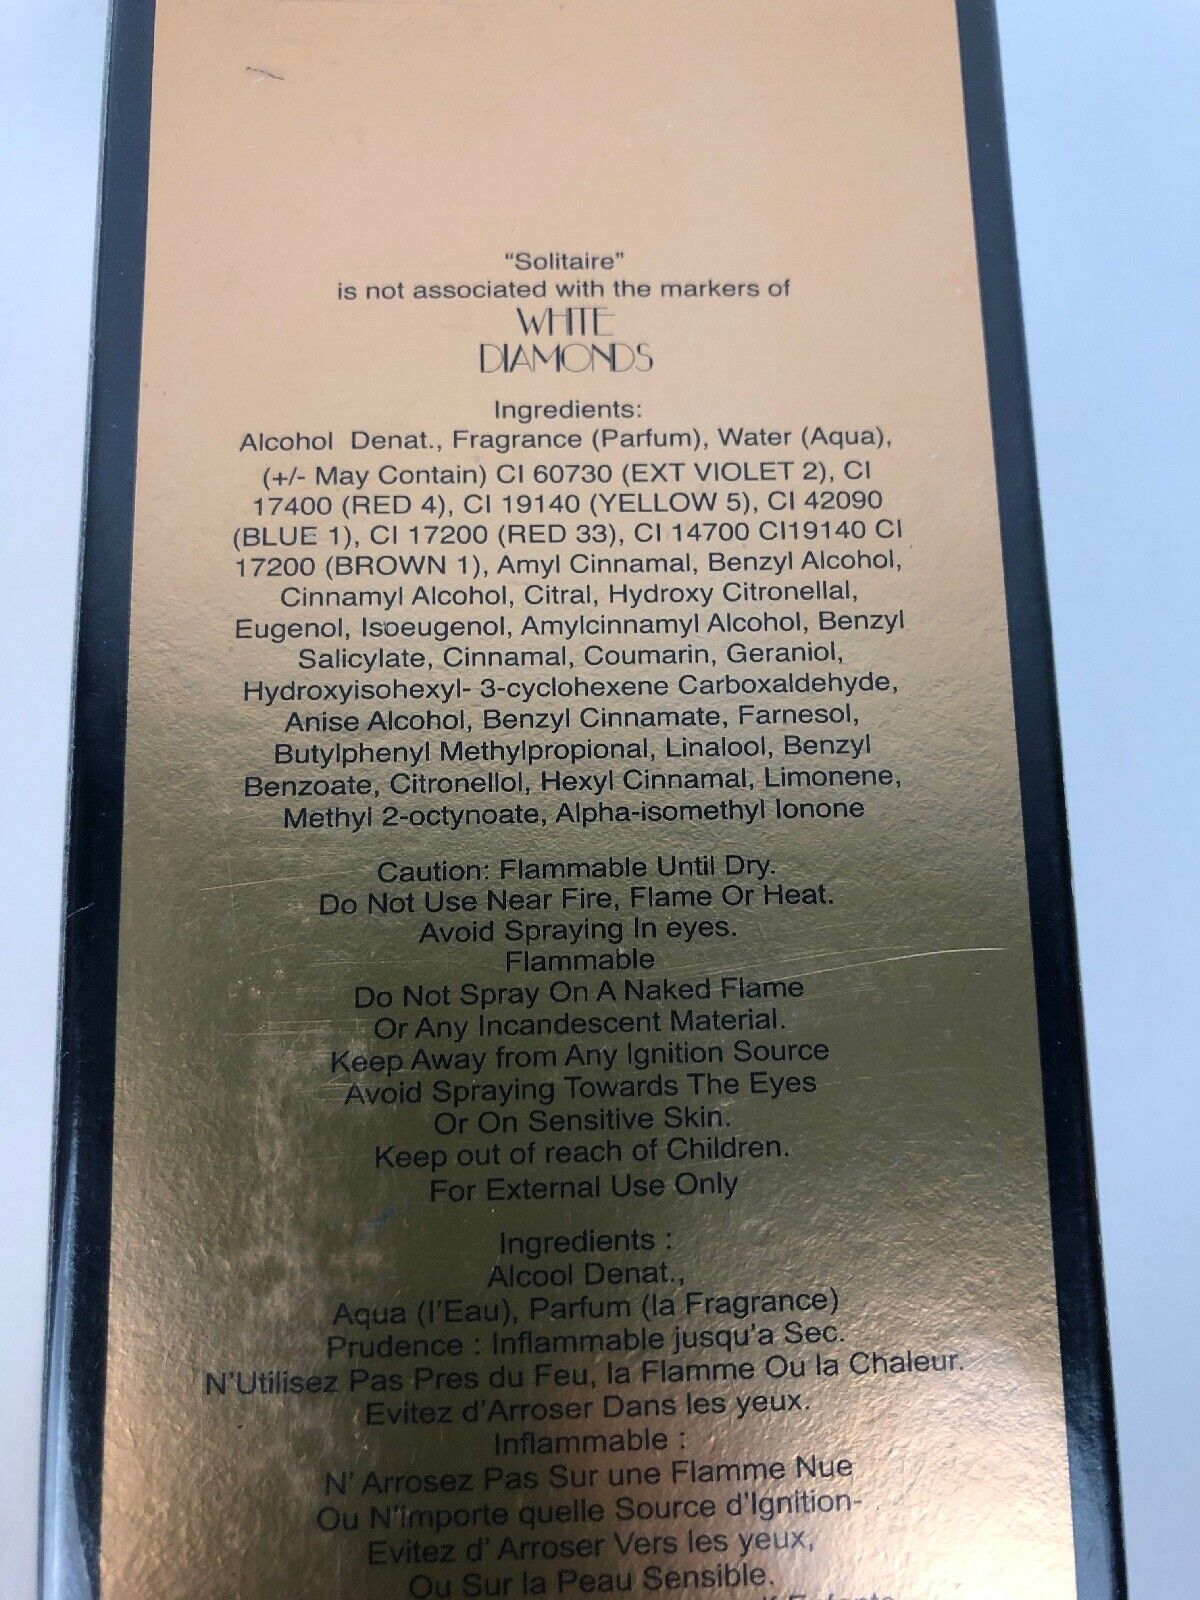 "Solitaire"
is not associated with the markers of
WHITE
DIAMONDS
Ingredients:
Alcohol Denat., Fragrance (Parfum), Water (Aqua),
(+/- May Contain) CI 60730 (EXT VIOLET 2), CI
17400 (RED 4), CI 19140 (YELLOW 5), CI 42090
(BLUE 1), CI 17200 (RED 33), CI 14700 CI19140 CI
17200 (BROWN 1), Amyl Cinnamal, Benzyl Alcohol,
Cinnamyl Alcohol, Citral, Hydroxy Citronellal,
Eugenol, Isoeugenol, Amylcinnamyl Alcohol, Benzyl
Salicylate, Cinnamal, Coumarin, Geraniol,
Hydroxyisohexyl- 3-cyclohexene Carboxaldehyde,
Anise Alcohol, Benzyl Cinnamate, Farnesol,
Butylphenyl Methylpropional, Linalool, Benzyl
Benzoate, Citronellol, Hexyl Cinnamal, Limonene,
Methyl 2-octynoate, Alpha-isomethyl Ionone
Caution: Flammable Until Dry.
Do Not Use Near Fire, Flame Or Heat.
Avoid Spraying In eyes.
Flammable
Do Not Spray On A Naked Flame
Or Any Incandescent Material.
Keep Away from Any Ignition Source
Avoid Spraying Towards The Eyes
Or On Sensitive Skin.
Keep out of reach of Children.
For External Use Only
Ingredients :
Alcool Denat.,
Aqua (l'Eau), Parfum (la Fragrance)
Prudence : Inflammable jusqu'a Sec.
N'Utilisez Pas Pres du Feu, la Flamme Ou la Chaleur.
Evitez d'Arroser Dans les yeux.
Inflammable :
N' Arrosez Pas Sur une Flamme Nue
Ou N'Importe quelle Source d'Ignition-
Evitez d' Arroser Vers les yeux,
Ou Sur la Peau Sensible.